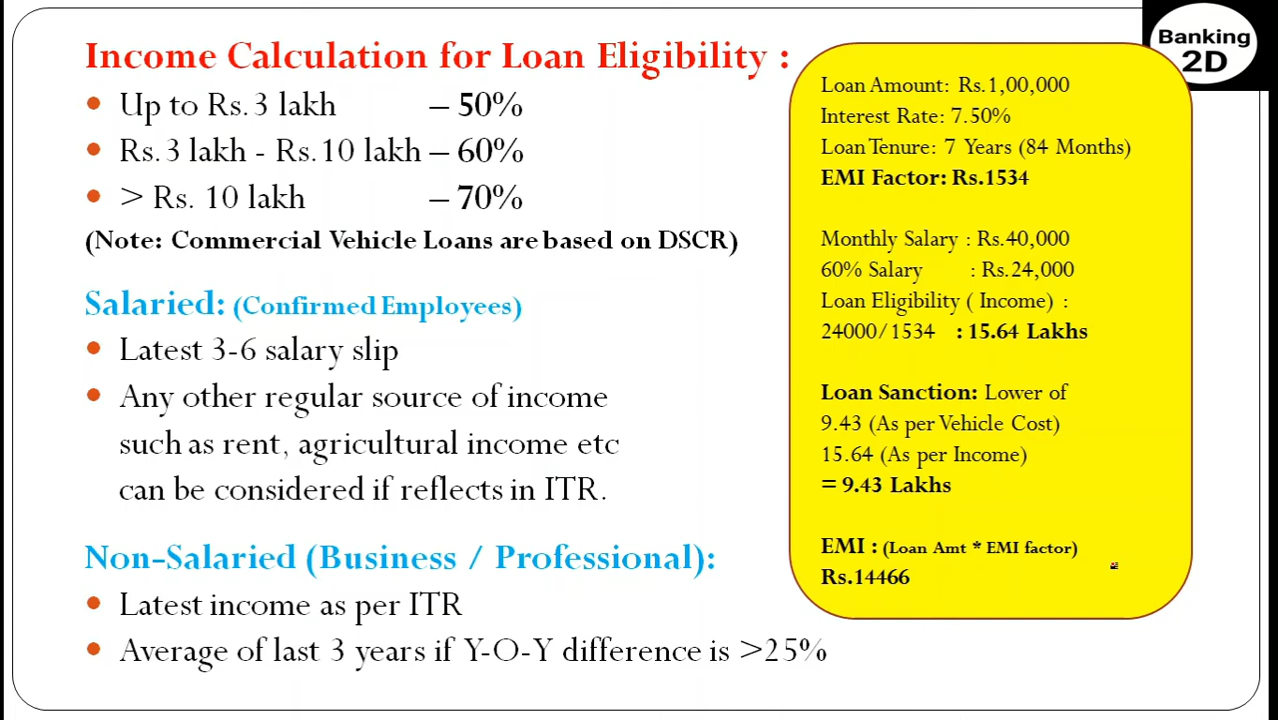 Income Calculation for Loan Eligibility :
• Up to Rs. 3 lakh – 50%
• Rs. 3 lakh - Rs. 10 lakh – 60%
• > Rs. 10 lakh – 70%
(Note: Commercial Vehicle Loans are based on DSCR)
Salaried: (Confirmed Employees)
• Latest 3-6 salary slip
• Any other regular source of income
such as rent, agricultural income etc
can be considered if reflects in ITR.
Non-Salaried (Business / Professional):
• Latest income as per ITR
• Average of last 3 years if Y-O-Y difference is >25%
Banking
2D
Loan Amount: Rs.1,00,000
Interest Rate: 7.50%
Loan Tenure: 7 Years (84 Months)
EMI Factor: Rs.1534
Monthly Salary : Rs.40,000
60% Salary : Rs.24,000
Loan Eligibility ( Income) :
24000/1534 : 15.64 Lakhs
Loan Sanction: Lower of
9.43 (As per Vehicle Cost)
15.64 (As per Income)
= 9.43 Lakhs
EMI : (Loan Amt * EMI factor)
Rs.14466